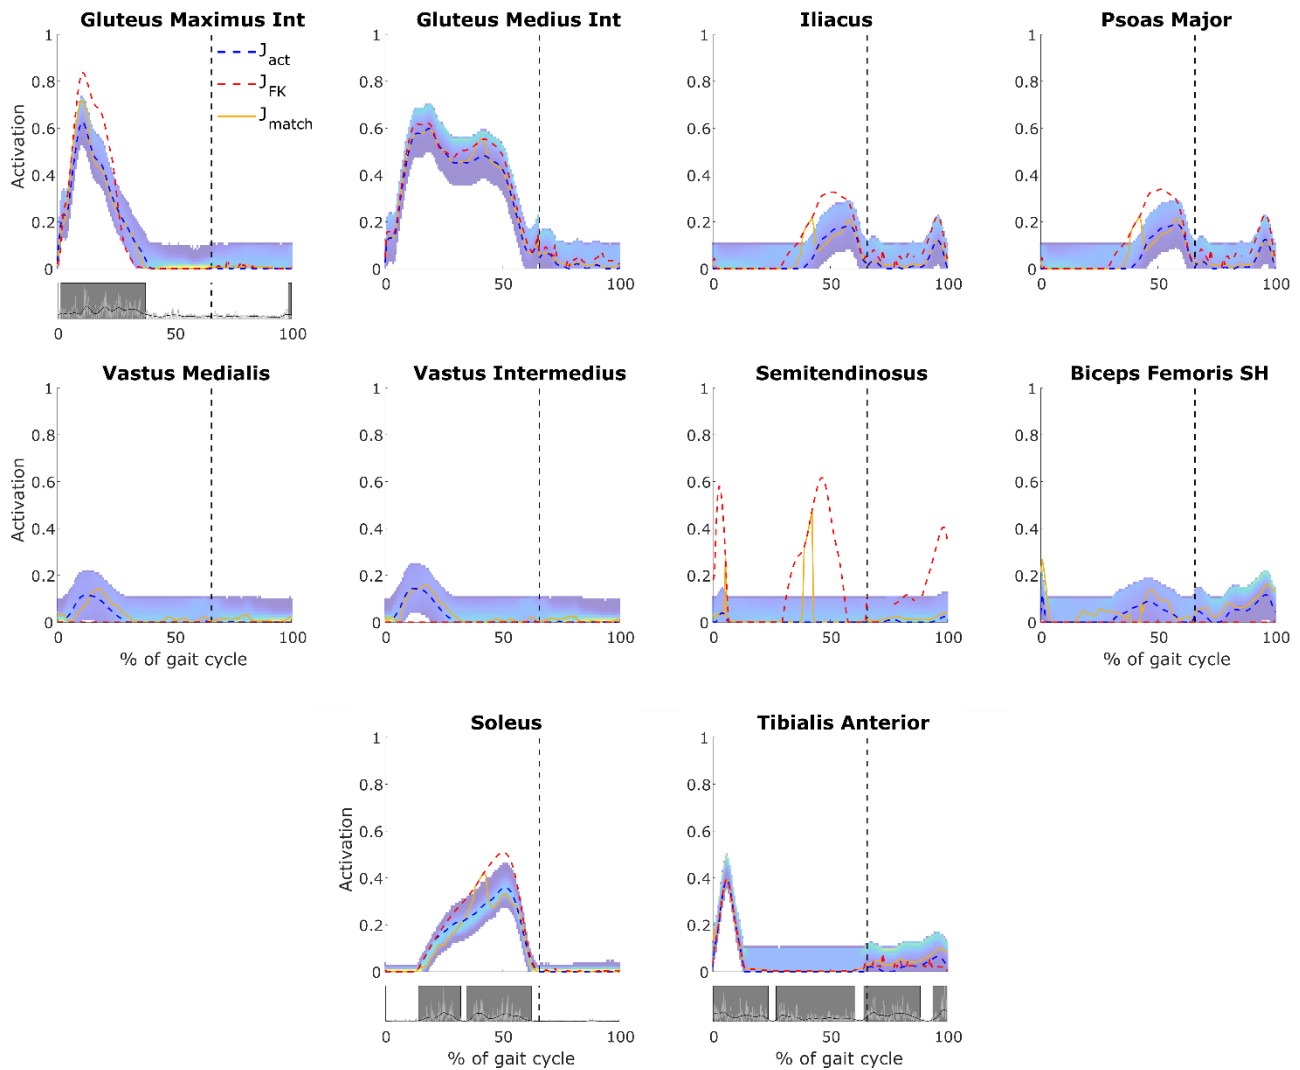 Gluteus Maximus Int Gluteus Medius Int Iliacus Psoas Major
1 1 1 1
J act
0.8 0.8 0.8 0.8
J FK
J match
0.6 0.6 0.6 0.6
Activation
0.4 0.4 0.4 0.4
0.2 0.2 0.2 0.2
0 0 0 0
0 50 100 0 50 100 0 50 100
0 50 100
Vastus Medialis Vastus Intermedius Semitendinosus Biceps Femoris SH
1 1 1 1
0.8 0.8 0.8 0.8
0.6 0.6 0.6 0.6
Activation
0.4 0.4 0.4 0.4
0.2 0.2 0.2 0.2
0 0 0 0
0 50 100 0 50 100 0 50 100 0 50 100
% of gait cycle % of gait cycle
Soleus Tibialis Anterior
1 1
0.8 0.8
0.6 0.6
Activation
0.4 0.4
0.2 0.2
0 0
0 50 100 0 50 100
% of gait cycle % of gait cycle